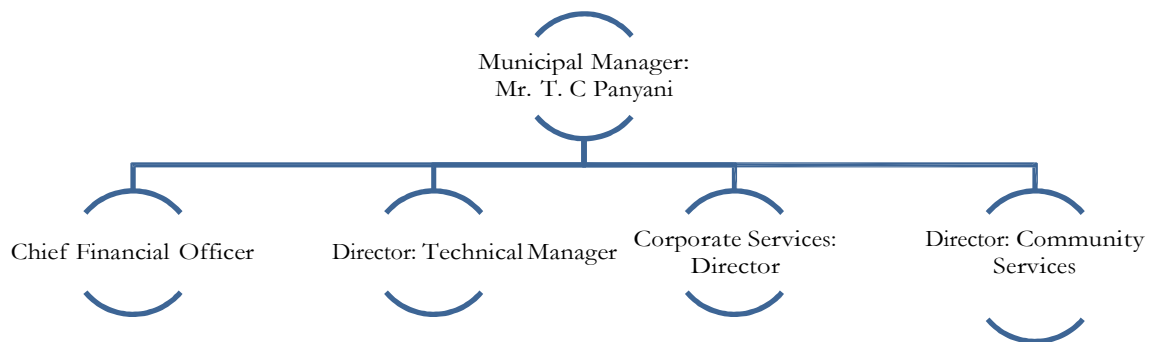 Municipal Manager:
Mr. T. C Panyani
Chief Financial Officer
Director: Technical Manager
Corporate Services:
Director
Director: Community
Services